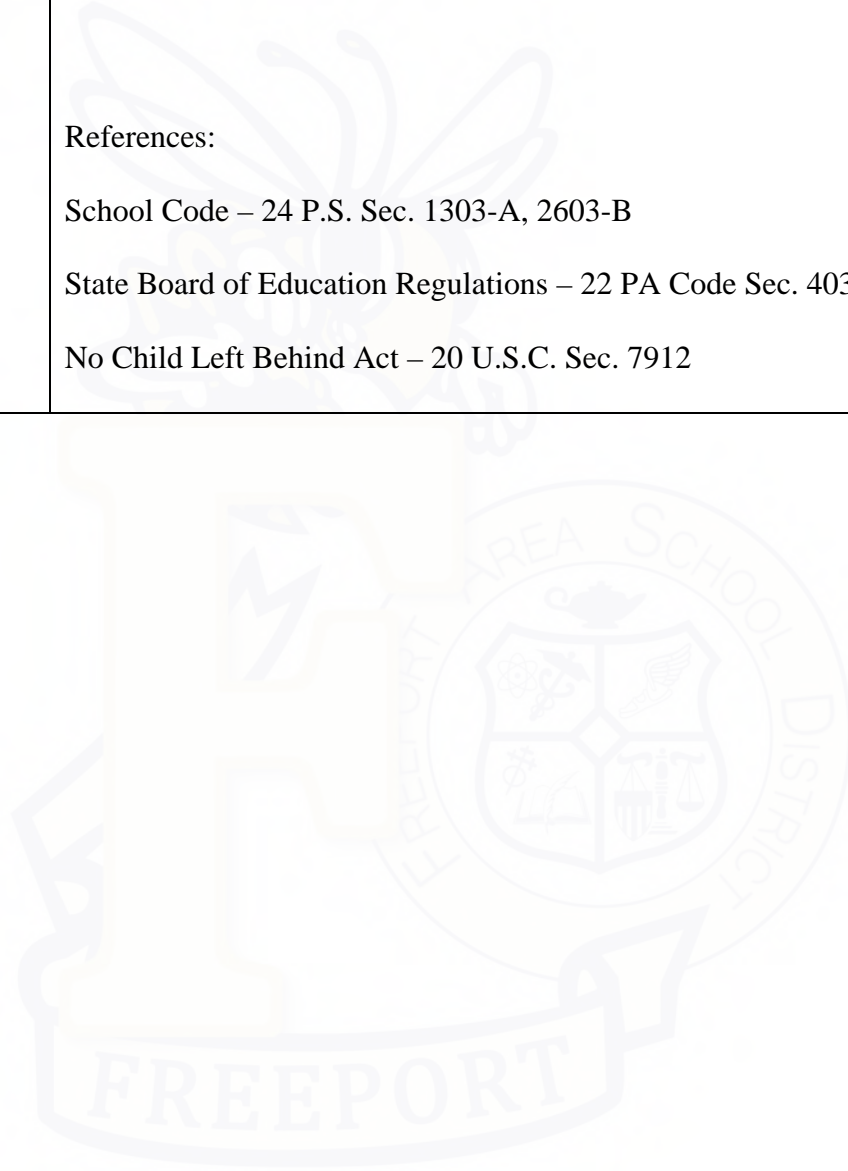 References:
School Code – 24 P.S. Sec. 1303-A, 2603-B
State Board of Education Regulations – 22 PA Code Sec. 403
No Child Left Behind Act – 20 U.S.C. Sec. 7912
FREEPORT AREA SCHOOL DISTRICT
FREEPORT